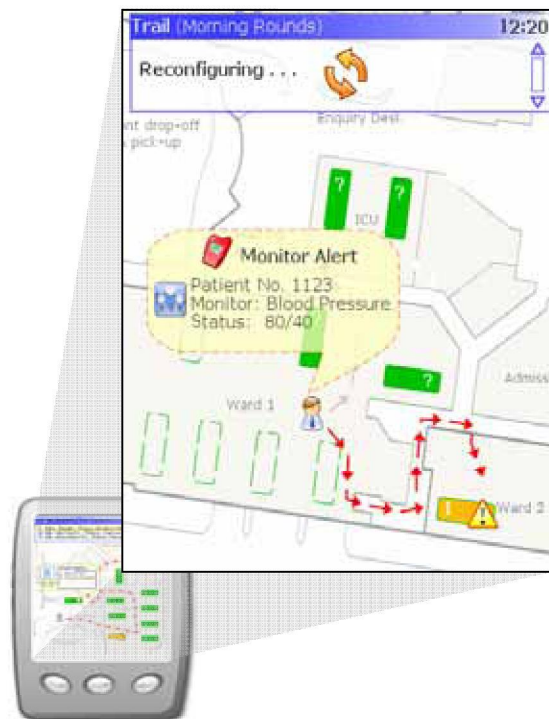 Trail (Morning Rounds) 12:20
Reconfiguring . . .
Enquiry Desk
nt drop-off
pick-up
?
?
ICU
Monitor Alert
Patient No. 1123
Monitor: Blood Pressure
Status: 80/40
?
Admiss
Ward 1
Ward 2